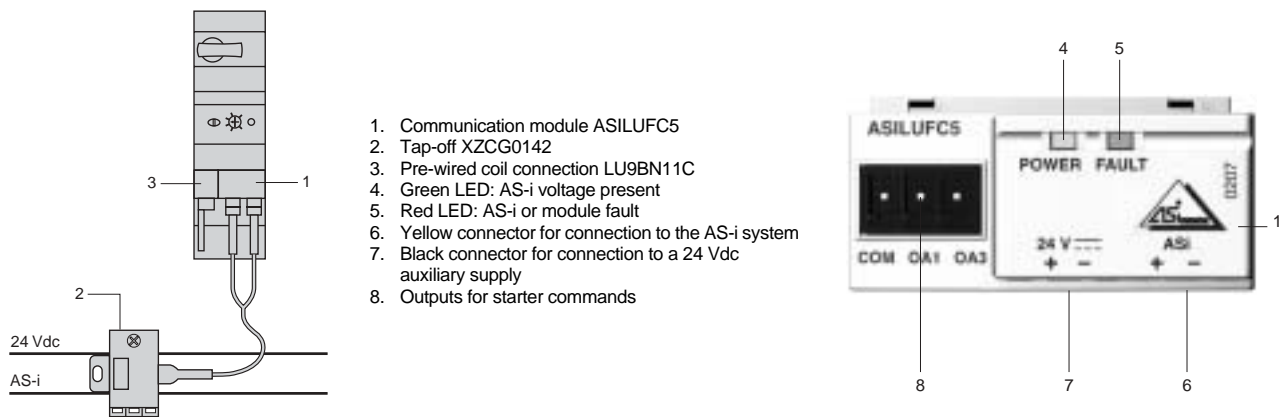 3
1
2
24 Vdc
AS-i
1. Communication module ASILUFC5
2. Tap-off XZCG0142
3. Pre-wired coil connection LU9BN11C
4. Green LED: AS-i voltage present
5. Red LED: AS-i or module fault
6. Yellow connector for connection to the AS-i system
7. Black connector for connection to a 24 Vdc
auxiliary supply
8. Outputs for starter commands
4 5
ASILUFC5
POWER FAULT
0207
ASi
1
24 V ASi
COM OA1 OA3 + − + −
8 7 6